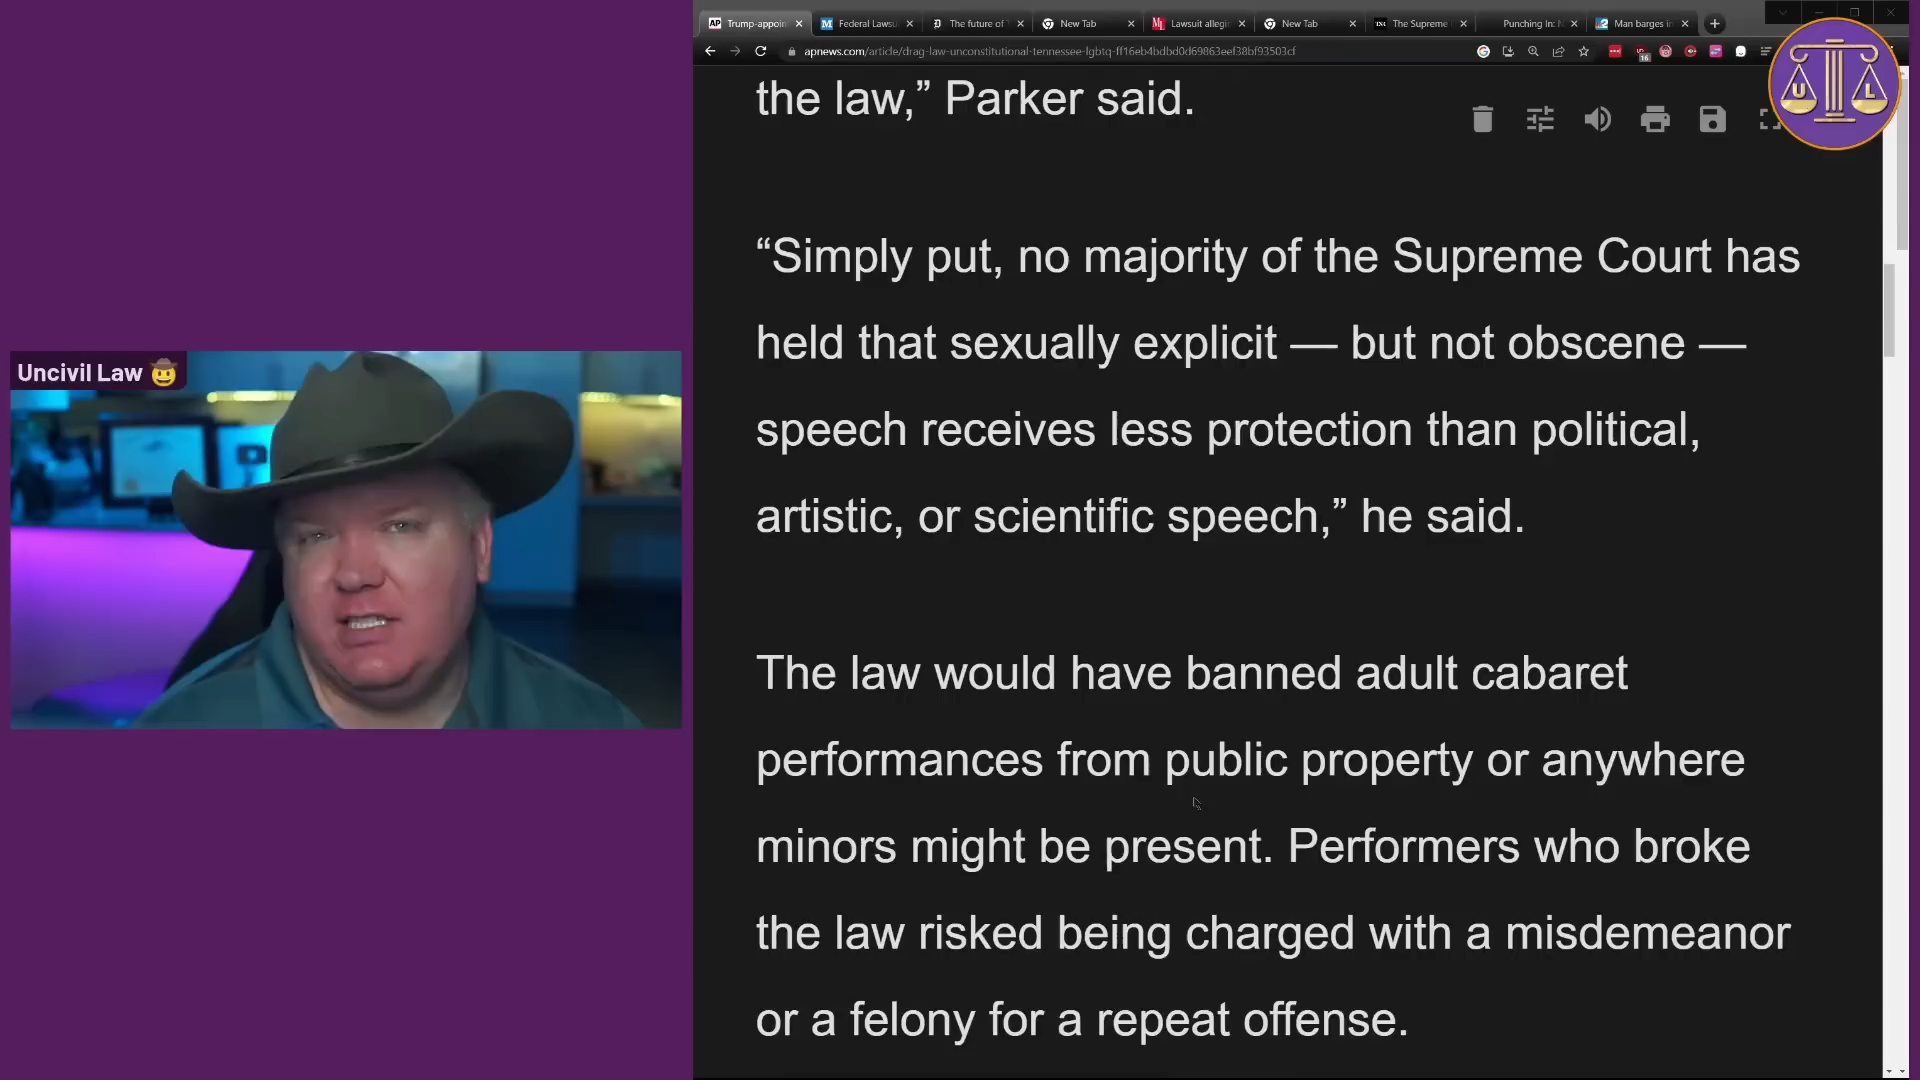 Trump-appoin
Federal Lawsu
The future of T
New Tab
Lawsuit allegin
New Tab
The Supreme C
Punching In: N
Man barges in
apnews.com/article/drag-law-unconstitutional-tennessee-lgbtq-ff16eb4bdbd0d69863eef38bf93503cf
16
U L
the law,” Parker said.
“Simply put, no majority of the Supreme Court has
held that sexually explicit — but not obscene —
speech receives less protection than political,
artistic, or scientific speech,” he said.
The law would have banned adult cabaret
performances from public property or anywhere
minors might be present. Performers who broke
the law risked being charged with a misdemeanor
or a felony for a repeat offense.
Uncivil Law 🤠